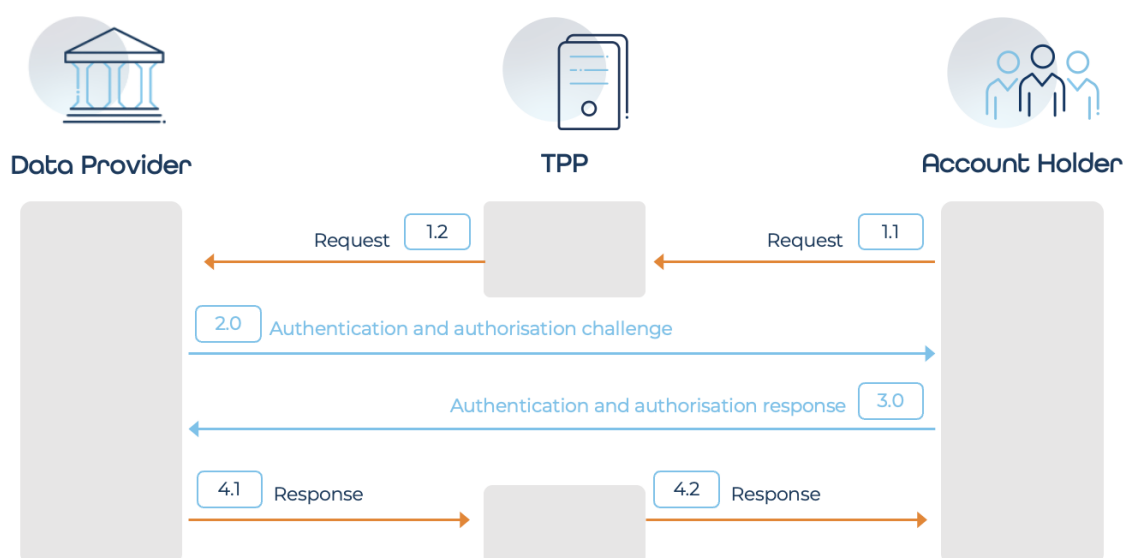 Data Provider
TPP
Account Holder
Request 1.2
Request 1.1
2.0 Authentication and authorisation challenge
Authentication and authorisation response 3.0
4.1 Response
4.2 Response